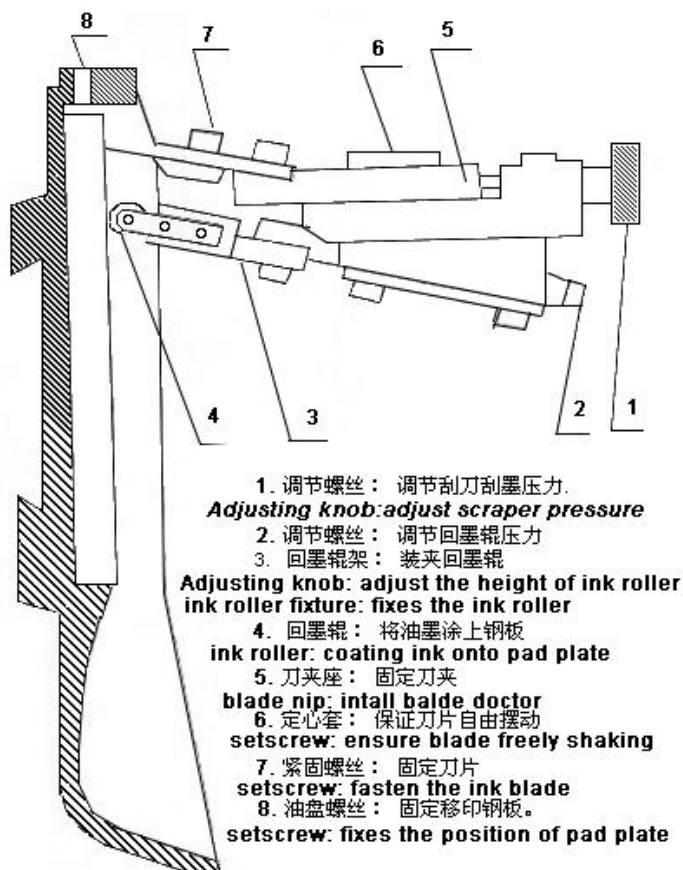 8
7
6
5
4
3
2
1
1. 调节螺丝： 调节刮刀刮墨压力.
Adjusting knob:adjust scraper pressure
2. 调节螺丝： 调节回墨辊压力
3. 回墨辊架： 装夹回墨辊
Adjusting knob: adjust the height of ink roller
ink roller fixture: fixes the ink roller
4. 回墨辊： 将油墨涂上钢板
ink roller: coating ink onto pad plate
5. 刀夹座： 固定刀夹
blade nip: intall balde doctor
6. 定心套： 保证刀片自由摆动
setscrew: ensure blade freely shaking
7. 紧固螺丝： 固定刀片
setscrew: fasten the ink blade
8. 油盘螺丝： 固定移印钢板。
setscrew: fixes the position of pad plate